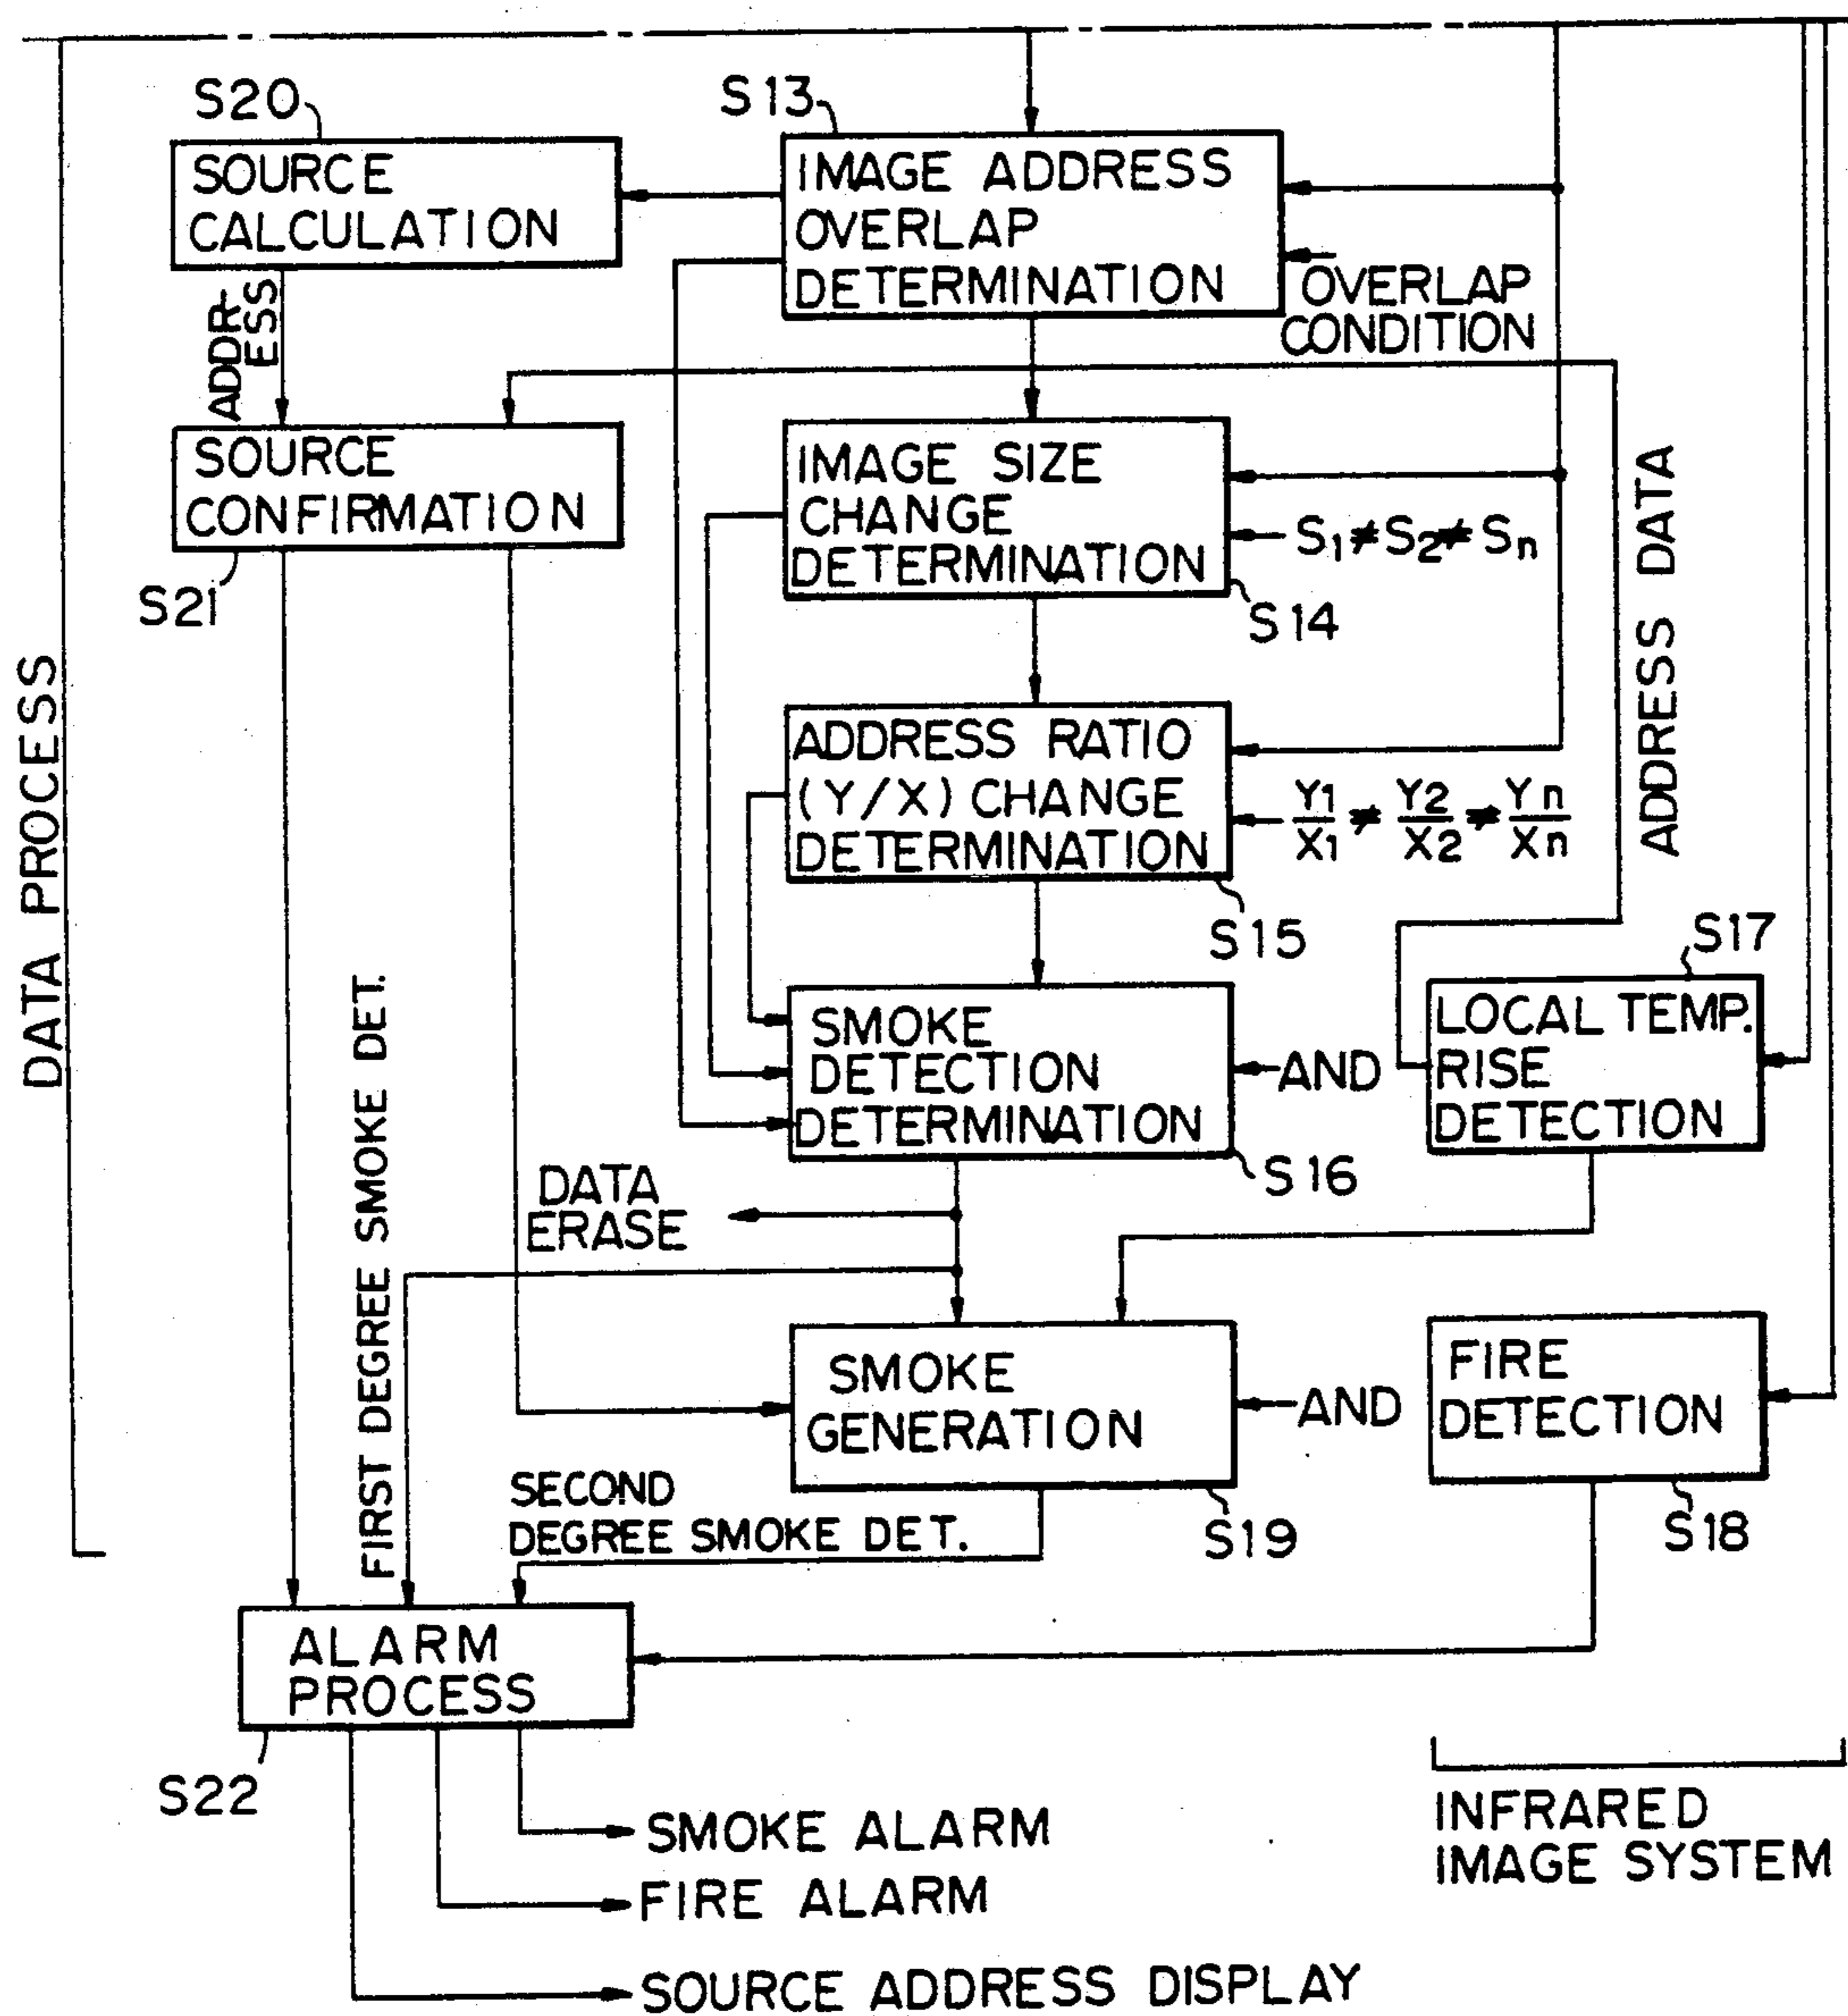 S20
S13
SOURCE
CALCULATION
IMAGE ADDRESS
OVERLAP
DETERMINATION
OVERLAP
CONDITION
ADDR-
ESS
SOURCE
CONFIRMATION
S21
IMAGE SIZE
CHANGE
DETERMINATION
S1≠S2≠Sn
S14
ADDRESS DATA
DATA PROCESS
ADDRESS RATIO
(Y/X) CHANGE
DETERMINATION
Y1/X1 ≠ Y2/X2 ≠ Yn/Xn
S15
S17
LOCAL TEMP.
RISE
DETECTION
FIRST DEGREE SMOKE DET.
SMOKE
DETECTION
DETERMINATION
AND
S16
DATA
ERASE
SMOKE
GENERATION
AND
S19
FIRE
DETECTION
S18
SECOND
DEGREE SMOKE DET.
ALARM
PROCESS
S22
SMOKE ALARM
FIRE ALARM
SOURCE ADDRESS DISPLAY
INFRARED
IMAGE SYSTEM